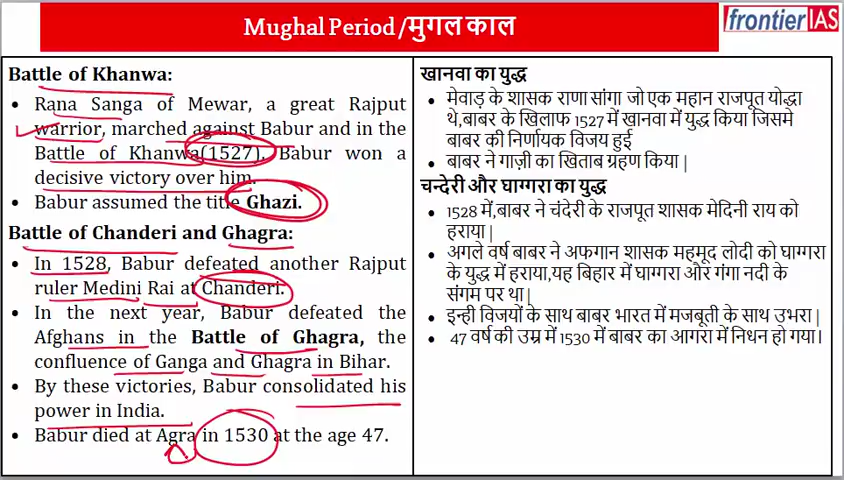 Mughal Period/मुगल काल
frontierIAS
Battle of Khanwa:
• Rana Sanga of Mewar, a great Rajput
warrior, marched against Babur and in the
Battle of Khanwa(1527), Babur won a
decisive victory over him.
• Babur assumed the title Ghazi.
Battle of Chanderi and Ghagra:
• In 1528, Babur defeated another Rajput
ruler Medini Rai at Chanderi.
• In the next year, Babur defeated the
Afghans in the Battle of Ghagra, the
confluence of Ganga and Ghagra in Bihar.
• By these victories, Babur consolidated his
power in India.
• Babur died at Agra in 1530 at the age 47.
खानवा का युद्ध
• मेवाड़ के शासक राणा सांगा जो एक महान राजपूत योद्धा
थे,बाबर के खिलाफ 1527 में खानवा में युद्ध किया जिसमे
बाबर की निर्णायक विजय हुई
• बाबर ने गाज़ी का खिताब ग्रहण किया |
चन्देरी और घाग्गरा का युद्ध
• 1528 में,बाबर ने चंदेरी के राजपूत शासक मेदिनी राय को
हराया।
• अगले वर्ष बाबर ने अफगान शासक महमूद लोदी को घाग्गरा
के युद्ध में हराया,यह बिहार में घाग्गरा और गंगा नदी के
संगम पर था |
• इन्ही विजयों के साथ बाबर भारत में मजबूती के साथ उभरा |
• 47 वर्ष की उम्र में 1530 में बाबर का आगरा में निधन हो गया।